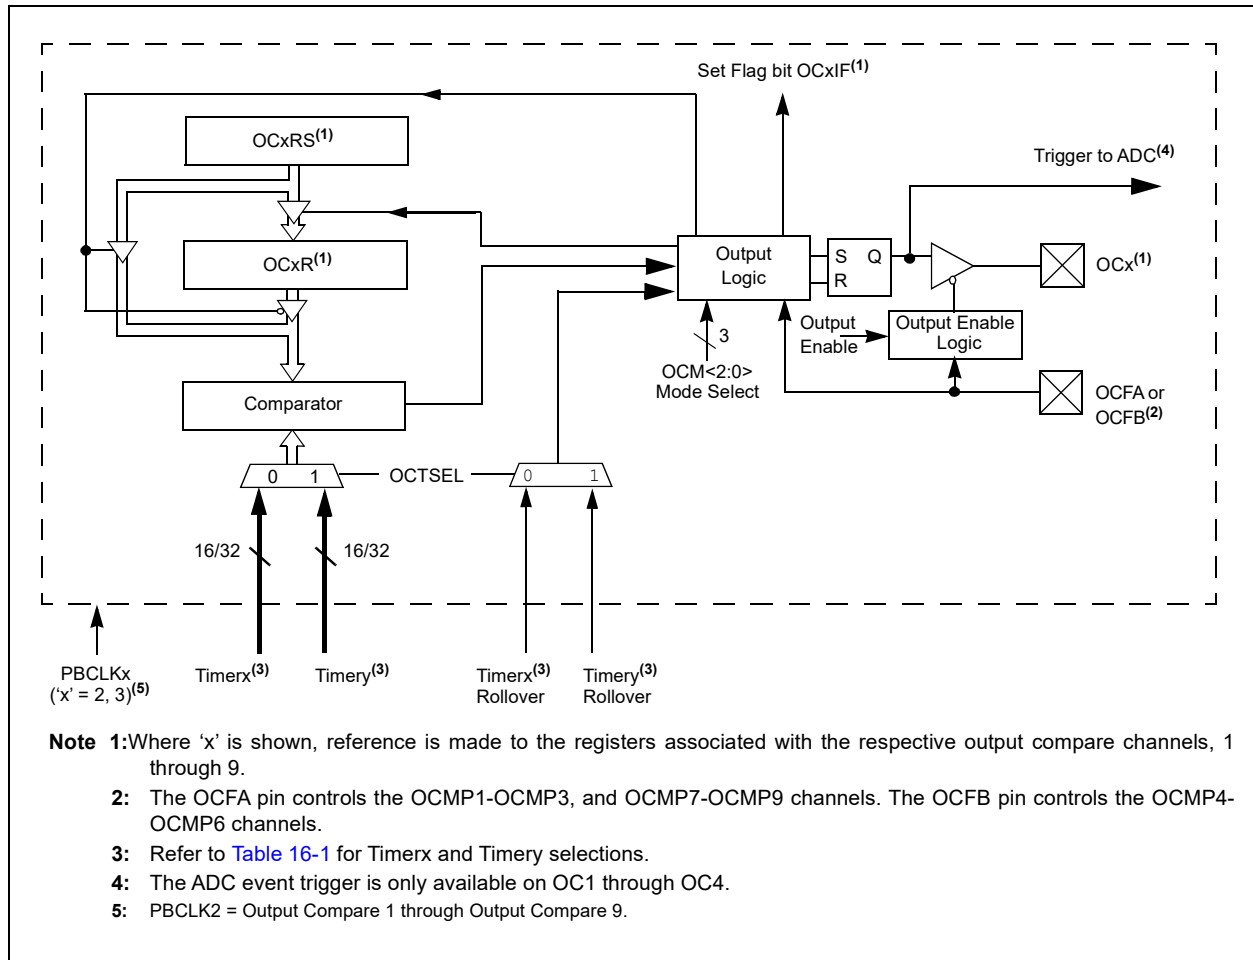 Set Flag bit OCxIF(1)
OCxRS(1)
Trigger to ADC(4)
OCxR(1)
Output
Logic
S Q
R
OCx(1)
Output
Enable
Output Enable
Logic
3
OCM<2:0>
Mode Select
Comparator
OCFA or
OCFB(2)
0 1
OCTSEL
0 1
16/32
16/32
PBCLKx
(‘x’ = 2, 3)(5)
Timerx(3)
Timery(3)
Timerx(3)
Rollover
Timery(3)
Rollover
Note 1:Where ‘x’ is shown, reference is made to the registers associated with the respective output compare channels, 1
through 9.
2: The OCFA pin controls the OCMP1-OCMP3, and OCMP7-OCMP9 channels. The OCFB pin controls the OCMP4-
OCMP6 channels.
3: Refer to Table 16-1 for Timerx and Timery selections.
4: The ADC event trigger is only available on OC1 through OC4.
5: PBCLK2 = Output Compare 1 through Output Compare 9.